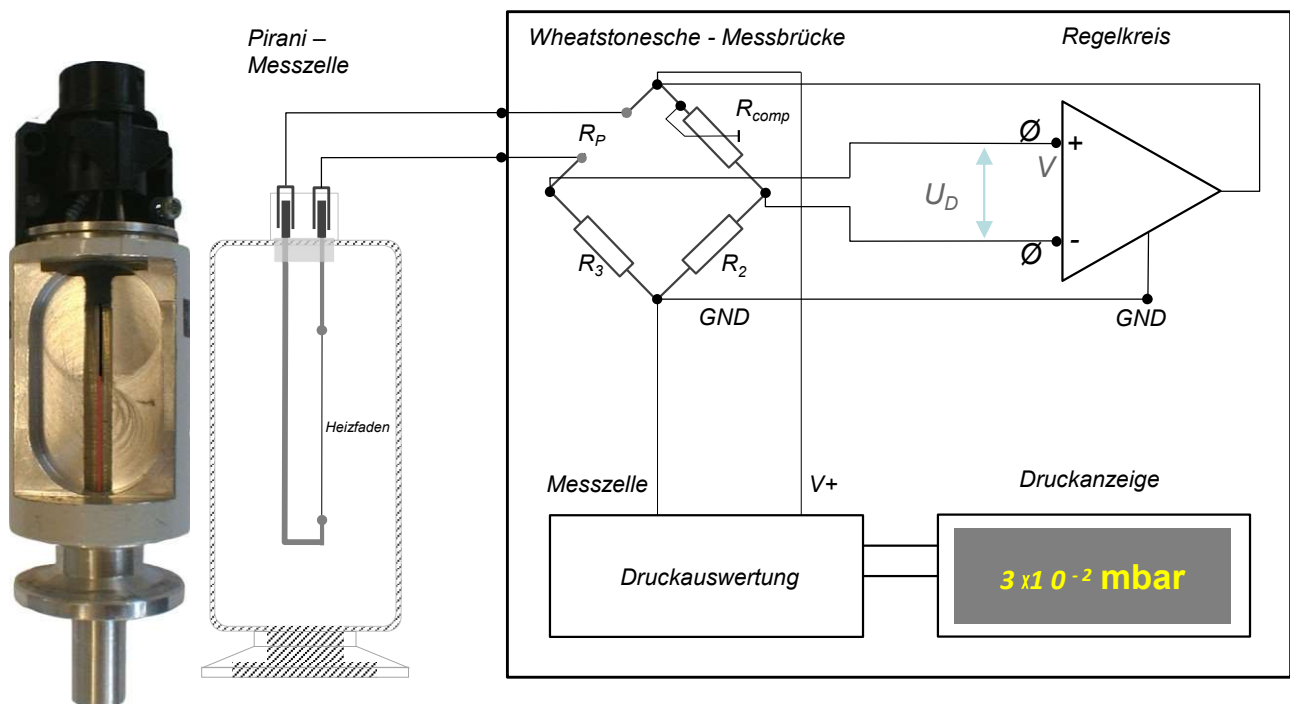 Pirani –
Messzelle
Wheatstonesche - Messbrücke
Regelkreis
R_comp
R_P
Ø
+
V
U_D
-
Ø
R_3
R_2
GND
GND
Heizfaden
Messzelle
V+
Druckanzeige
Druckauswertung
3 x1 0 ⁻² mbar